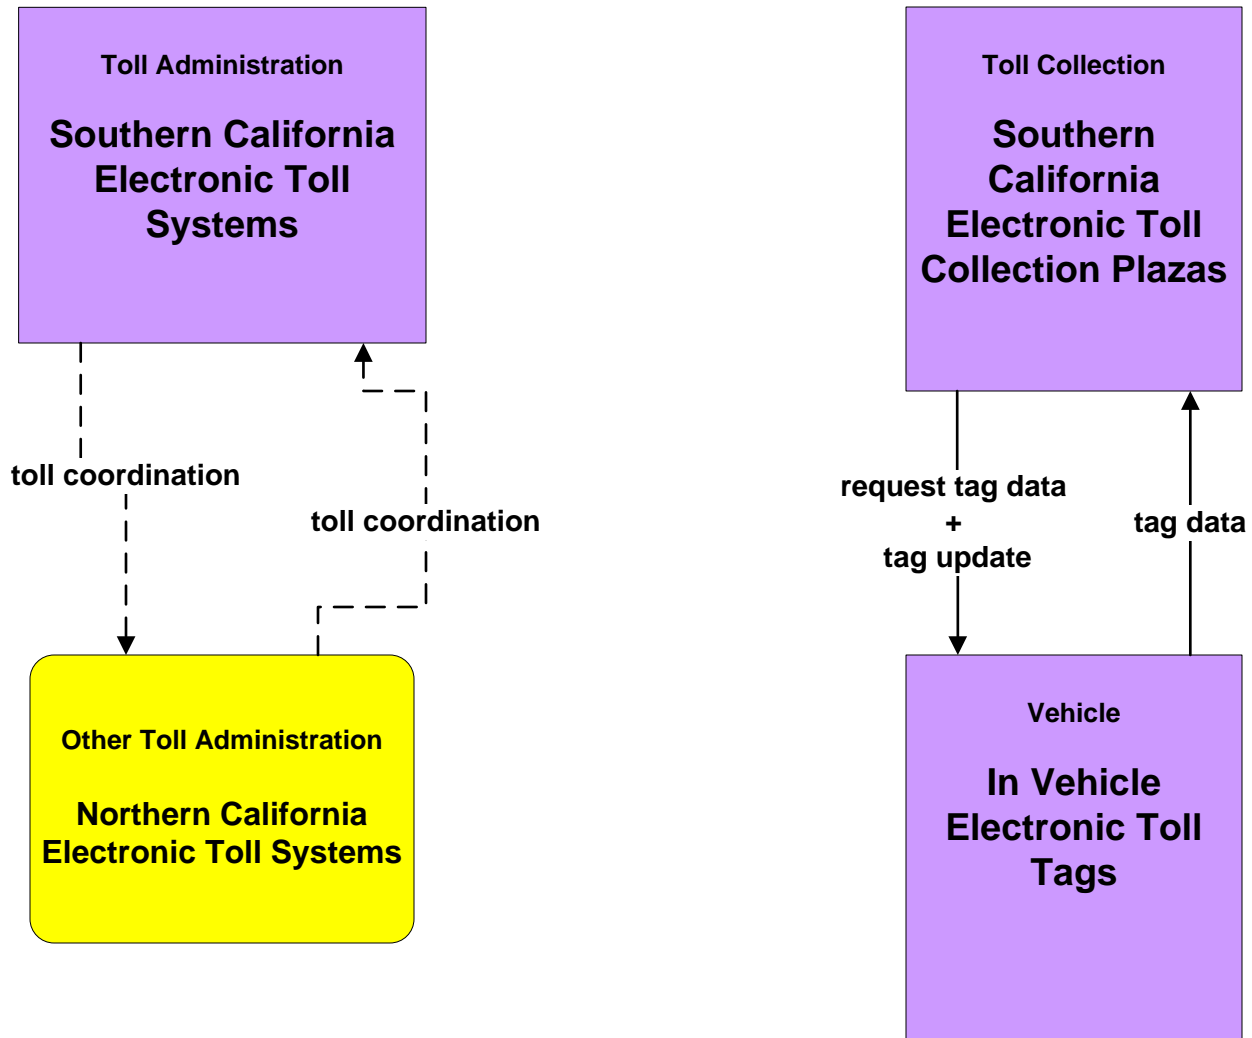 Toll Administration
Southern California
Electronic Toll
Systems
Toll Collection
Southern
California
Electronic Toll
Collection Plazas
toll coordination
toll coordination
request tag data
+
tag update
tag data
Other Toll Administration
Northern California
Electronic Toll Systems
Vehicle
In Vehicle
Electronic Toll
Tags